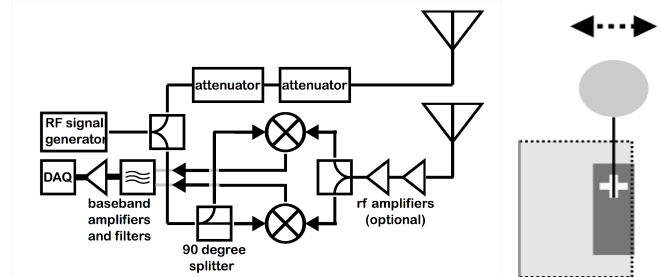 attenuator
attenuator
RF signal
generator
DAQ
baseband
amplifiers
and filters
90 degree
splitter
rf amplifiers
(optional)